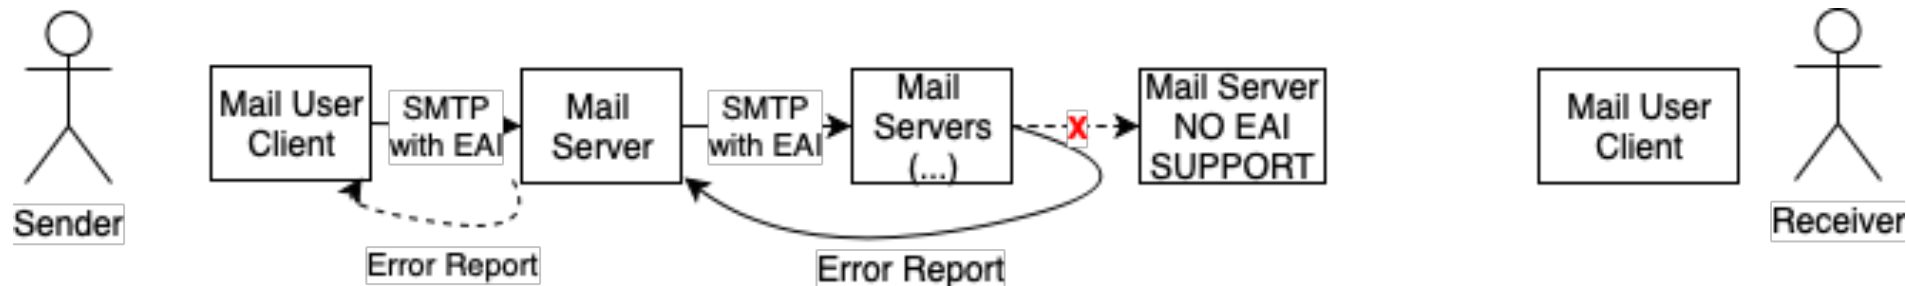 Sender
Mail User
Client
SMTP
with EAI
Mail
Server
SMTP
with EAI
Mail
Servers
(...)
X
Mail Server
NO EAI
SUPPORT
Mail User
Client
Receiver
Error Report
Error Report